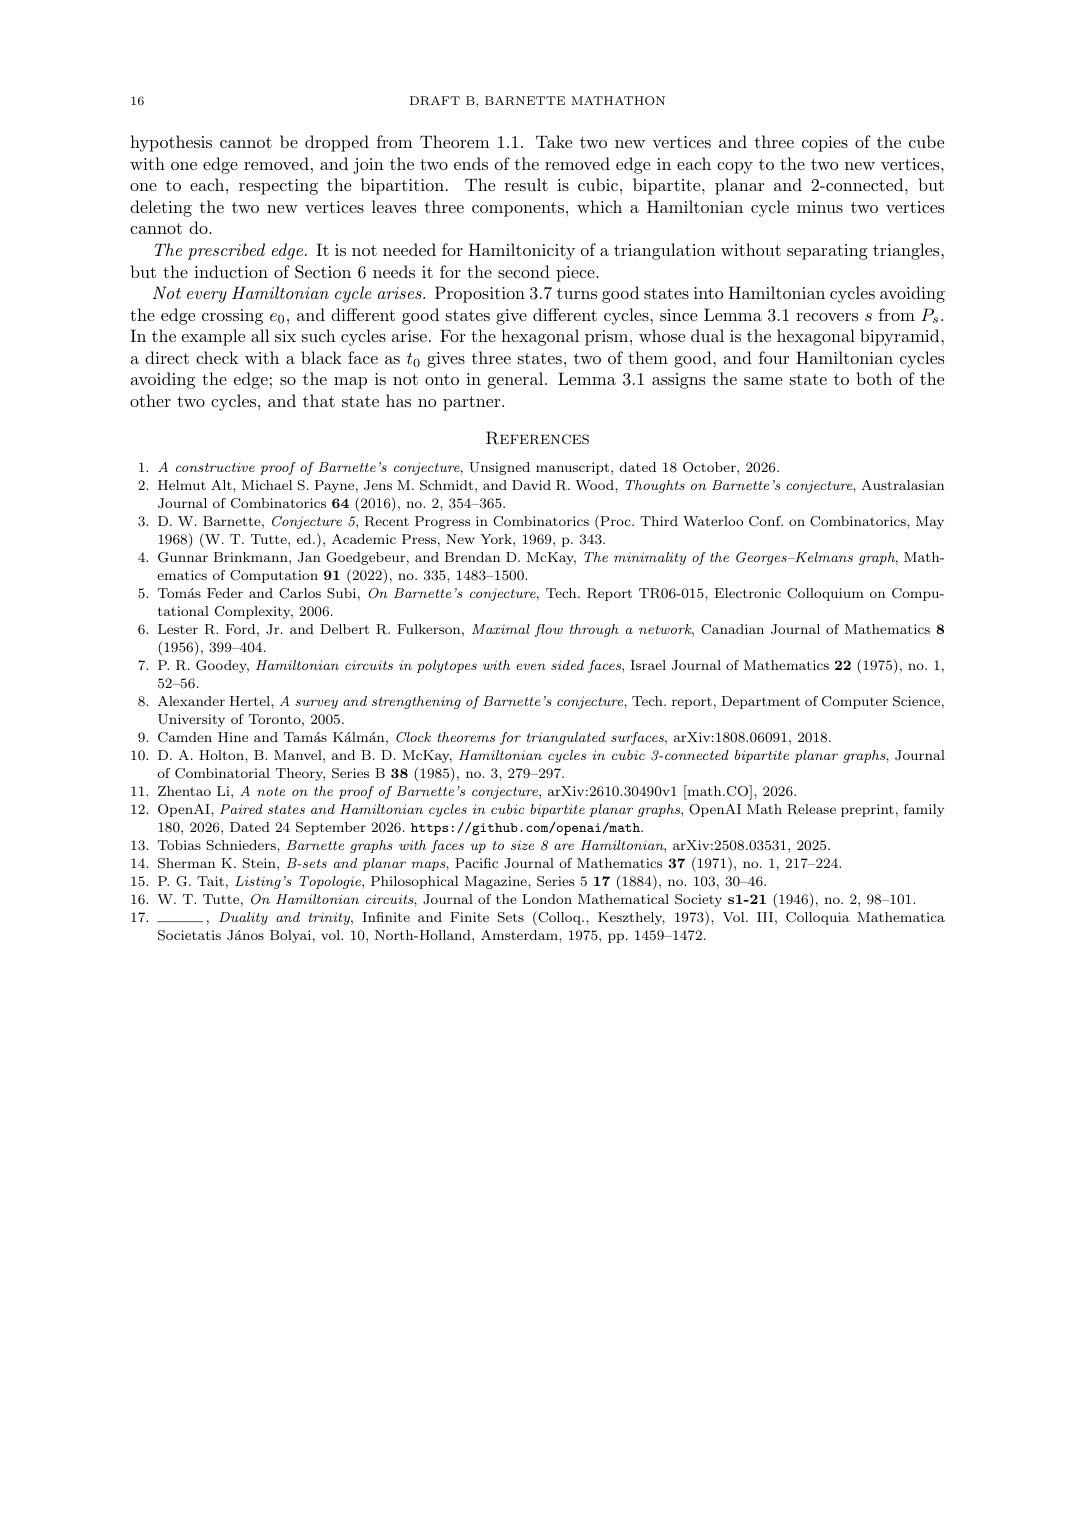 16
DRAFT B, BARNETTE MATHATHON
hypothesis cannot be dropped from Theorem 1.1. Take two new vertices and three copies of the cube
with one edge removed, and join the two ends of the removed edge in each copy to the two new vertices,
one to each, respecting the bipartition. The result is cubic, bipartite, planar and 2-connected, but
deleting the two new vertices leaves three components, which a Hamiltonian cycle minus two vertices
cannot do.
The prescribed edge. It is not needed for Hamiltonicity of a triangulation without separating triangles,
but the induction of Section 6 needs it for the second piece.
Not every Hamiltonian cycle arises. Proposition 3.7 turns good states into Hamiltonian cycles avoiding
the edge crossing e₀, and different good states give different cycles, since Lemma 3.1 recovers s from Pₛ.
In the example all six such cycles arise. For the hexagonal prism, whose dual is the hexagonal bipyramid,
a direct check with a black face as t₀ gives three states, two of them good, and four Hamiltonian cycles
avoiding the edge; so the map is not onto in general. Lemma 3.1 assigns the same state to both of the
other two cycles, and that state has no partner.
References
1. A constructive proof of Barnette's conjecture, Unsigned manuscript, dated 18 October, 2026.
2. Helmut Alt, Michael S. Payne, Jens M. Schmidt, and David R. Wood, Thoughts on Barnette's conjecture, Australasian
Journal of Combinatorics 64 (2016), no. 2, 354–365.
3. D. W. Barnette, Conjecture 5, Recent Progress in Combinatorics (Proc. Third Waterloo Conf. on Combinatorics, May
1968) (W. T. Tutte, ed.), Academic Press, New York, 1969, p. 343.
4. Gunnar Brinkmann, Jan Goedgebeur, and Brendan D. McKay, The minimality of the Georges–Kelmans graph, Math-
ematics of Computation 91 (2022), no. 335, 1483–1500.
5. Tomás Feder and Carlos Subi, On Barnette's conjecture, Tech. Report TR06-015, Electronic Colloquium on Compu-
tational Complexity, 2006.
6. Lester R. Ford, Jr. and Delbert R. Fulkerson, Maximal flow through a network, Canadian Journal of Mathematics 8
(1956), 399–404.
7. P. R. Goodey, Hamiltonian circuits in polytopes with even sided faces, Israel Journal of Mathematics 22 (1975), no. 1,
52–56.
8. Alexander Hertel, A survey and strengthening of Barnette's conjecture, Tech. report, Department of Computer Science,
University of Toronto, 2005.
9. Camden Hine and Tamás Kálmán, Clock theorems for triangulated surfaces, arXiv:1808.06091, 2018.
10. D. A. Holton, B. Manvel, and B. D. McKay, Hamiltonian cycles in cubic 3-connected bipartite planar graphs, Journal
of Combinatorial Theory, Series B 38 (1985), no. 3, 279–297.
11. Zhentao Li, A note on the proof of Barnette's conjecture, arXiv:2610.30490v1 [math.CO], 2026.
12. OpenAI, Paired states and Hamiltonian cycles in cubic bipartite planar graphs, OpenAI Math Release preprint, family
180, 2026, Dated 24 September 2026. https://github.com/openai/math.
13. Tobias Schnieders, Barnette graphs with faces up to size 8 are Hamiltonian, arXiv:2508.03531, 2025.
14. Sherman K. Stein, B-sets and planar maps, Pacific Journal of Mathematics 37 (1971), no. 1, 217–224.
15. P. G. Tait, Listing's Topologie, Philosophical Magazine, Series 5 17 (1884), no. 103, 30–46.
16. W. T. Tutte, On Hamiltonian circuits, Journal of the London Mathematical Society s1-21 (1946), no. 2, 98–101.
17. ______, Duality and trinity, Infinite and Finite Sets (Colloq., Keszthely, 1973), Vol. III, Colloquia Mathematica
Societatis János Bolyai, vol. 10, North-Holland, Amsterdam, 1975, pp. 1459–1472.